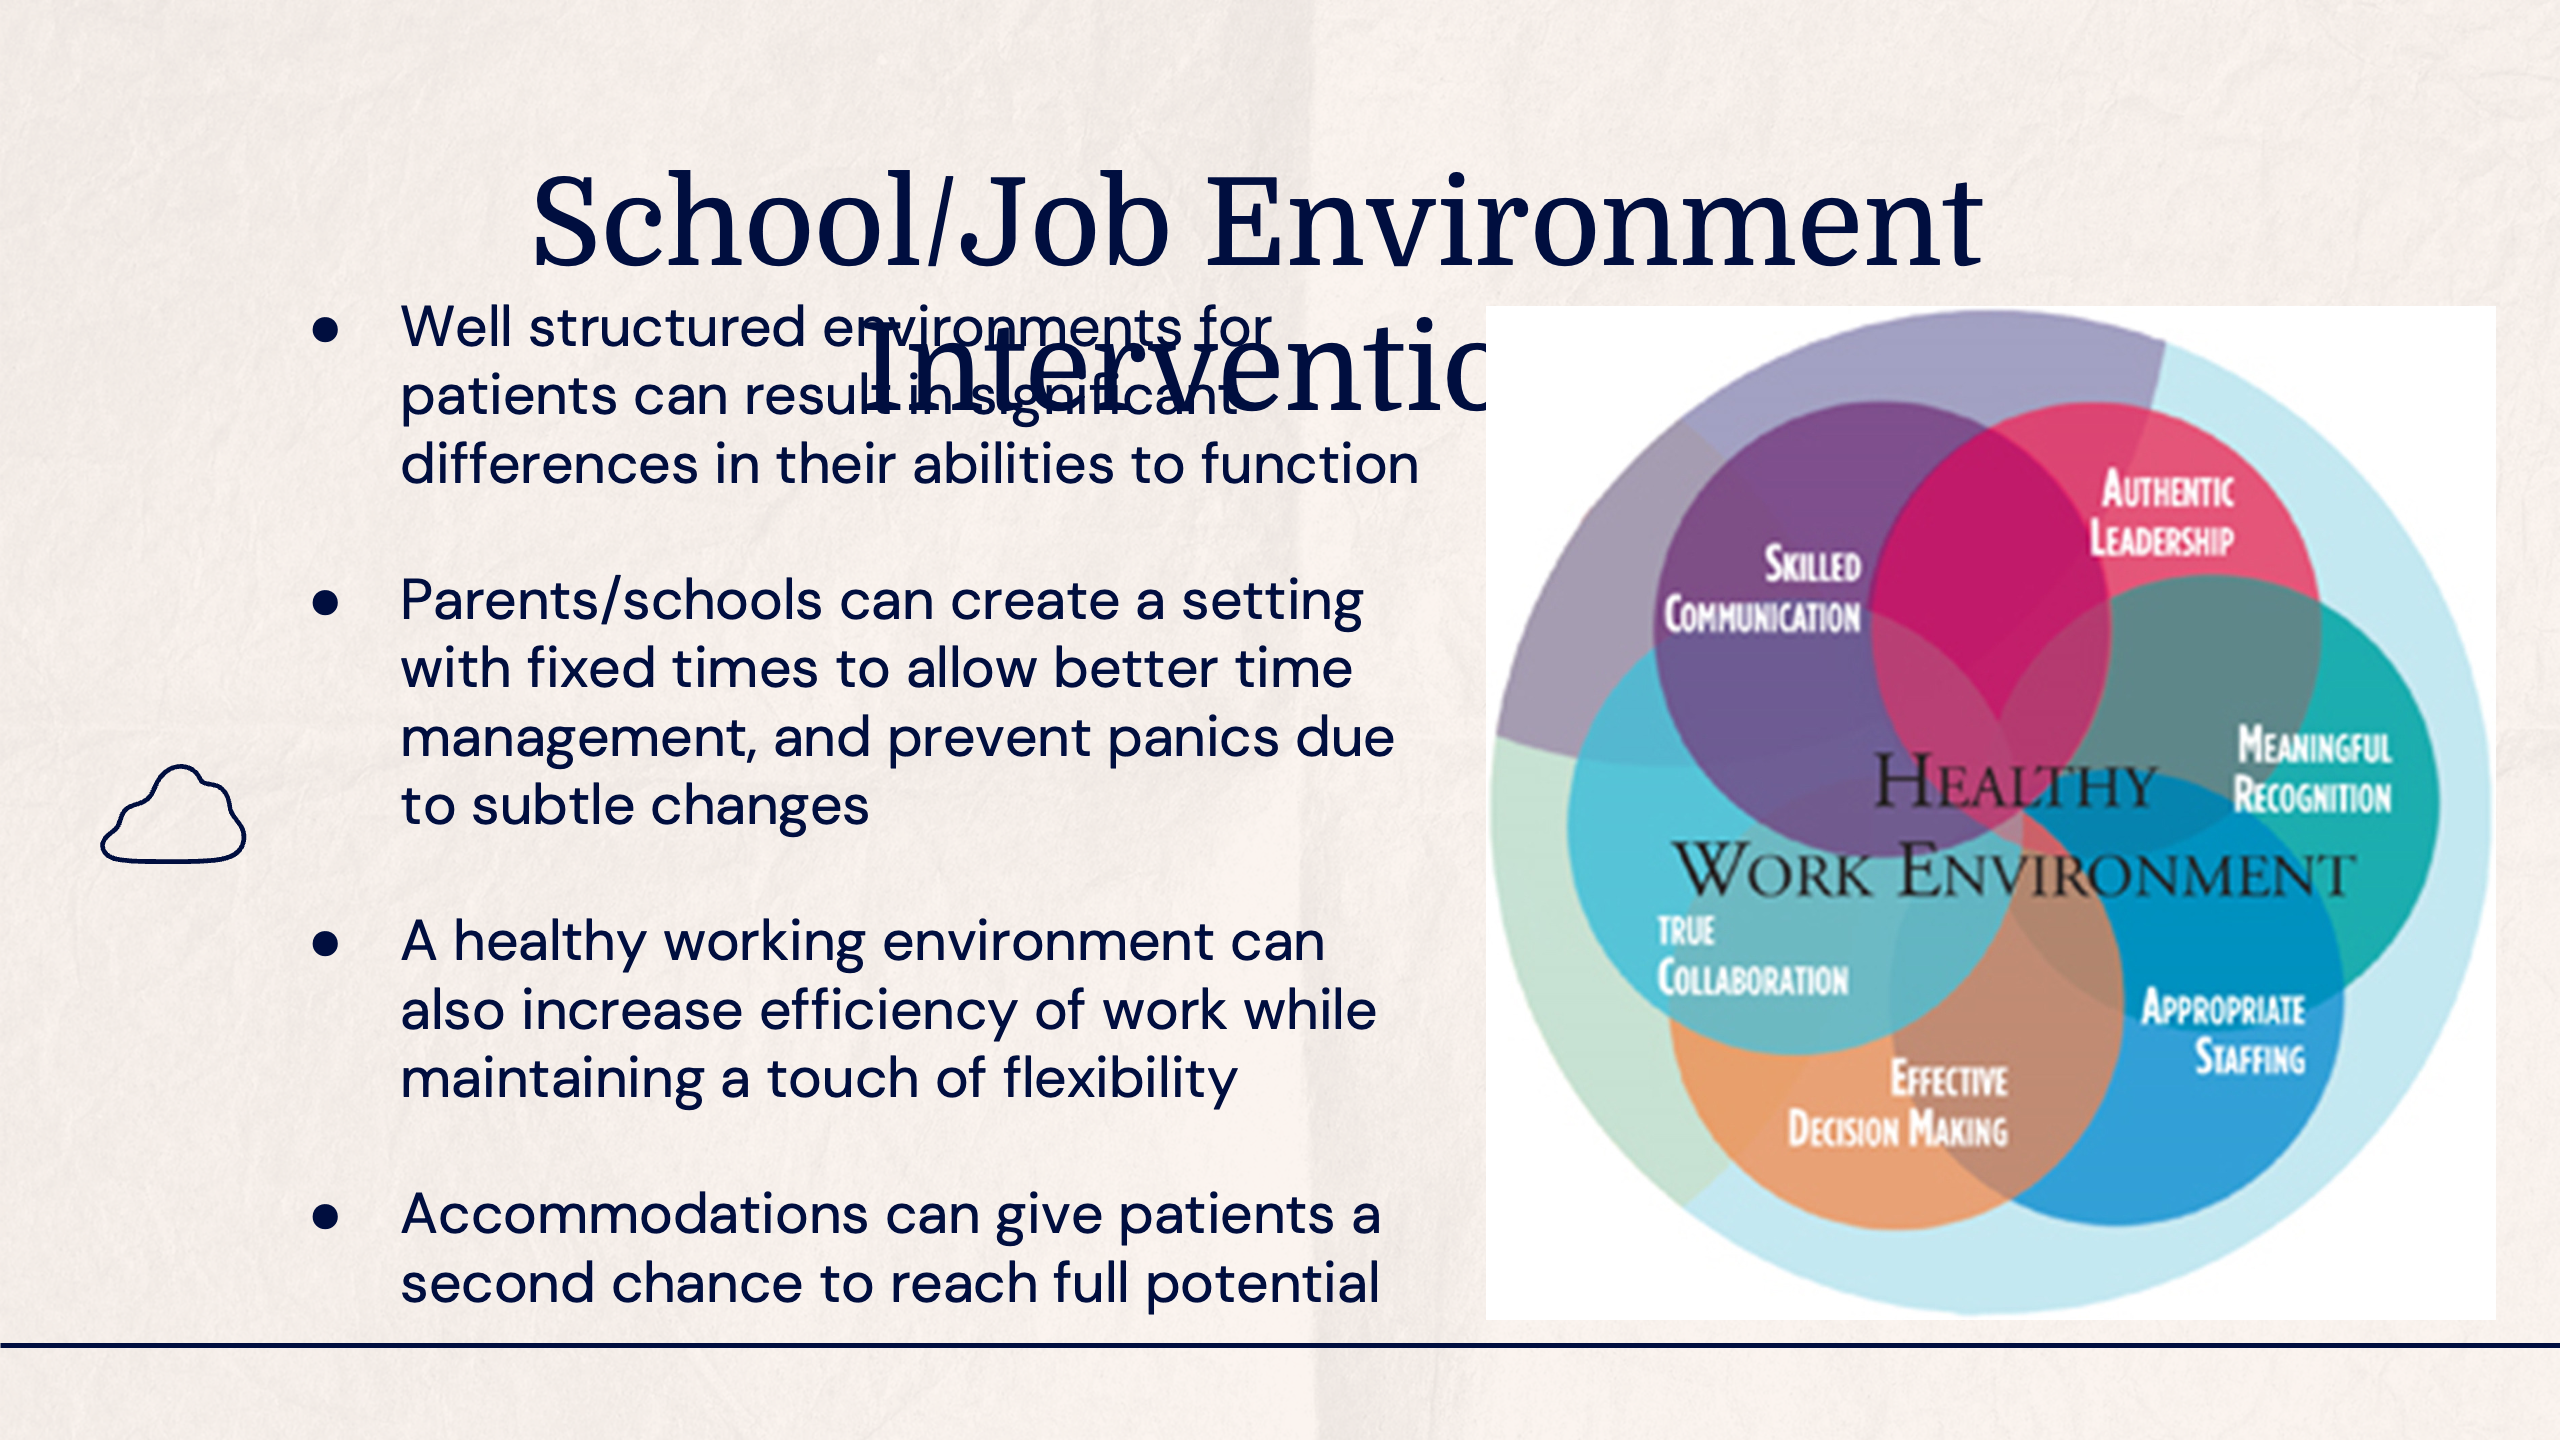 School/Job Environment
Interventio
● Well structured environments for
patients can result in significant
differences in their abilities to function
● Parents/schools can create a setting
with fixed times to allow better time
management, and prevent panics due
to subtle changes
● A healthy working environment can
also increase efficiency of work while
maintaining a touch of flexibility
● Accommodations can give patients a
second chance to reach full potential
AUTHENTIC
LEADERSHIP
SKILLED
COMMUNICATION
MEANINGFUL
RECOGNITION
HEALTHY
WORK ENVIRONMENT
TRUE
COLLABORATION
APPROPRIATE
STAFFING
EFFECTIVE
DECISION MAKING